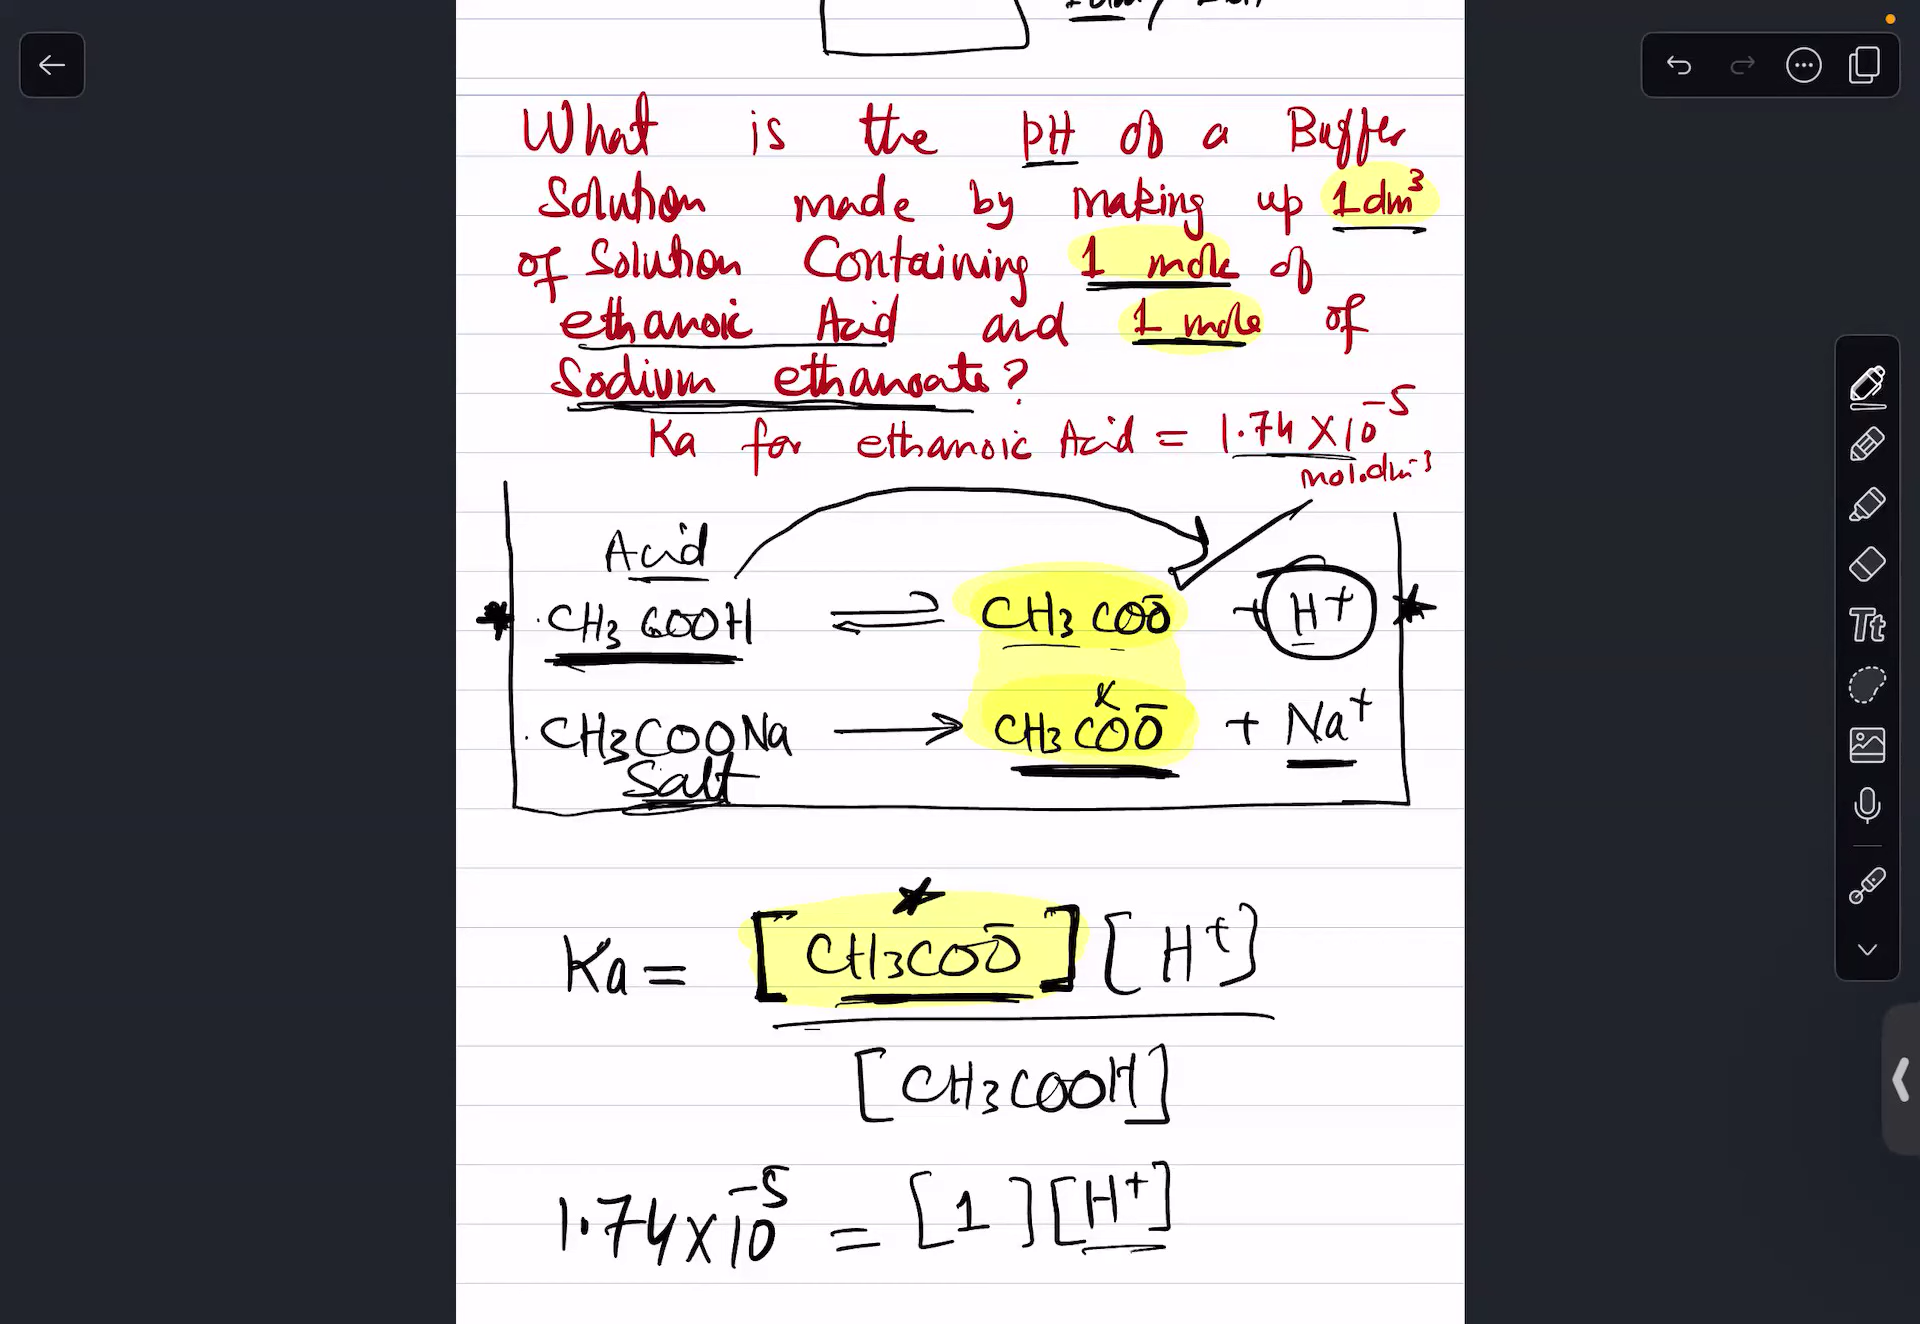 What is the pH of a Buffer
Solution made by making up 1dm³
of Solution Containing 1 mole of
ethanoic Acid and 1 mole of
Sodium ethanoate?
Ka for ethanoic Acid = 1.74 X 10⁻⁵
mol.dm⁻³
Acid
CH3COOH ⇌ CH3COO⁻ + H⁺
CH3COONa → CH3COO⁻ + Na⁺
Salt
Ka = [CH3COO⁻] [H⁺]
[CH3COOH]
1.74 X 10⁻⁵ = [1] [H⁺]
Tt